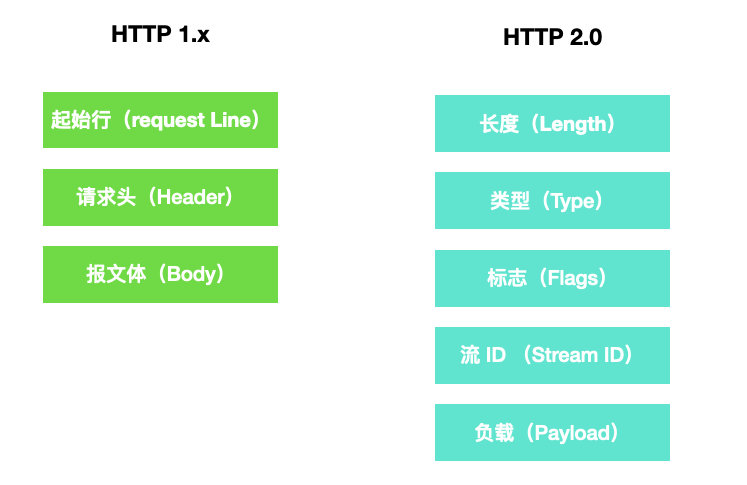 HTTP 1.x
起始行（request Line）
请求头（Header）
报文体（Body）
HTTP 2.0
长度（Length）
类型（Type）
标志（Flags）
流 ID （Stream ID）
负载（Payload）